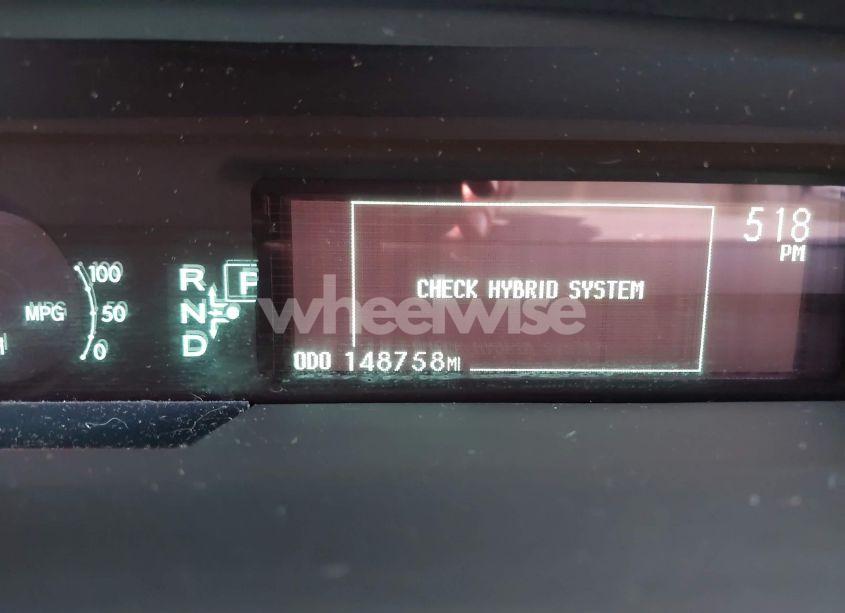 518
PM
100
R
P
MPG
50
N
CHECK HYBRID SYSTEM
wheelwise
0
D
ODO 148758MI